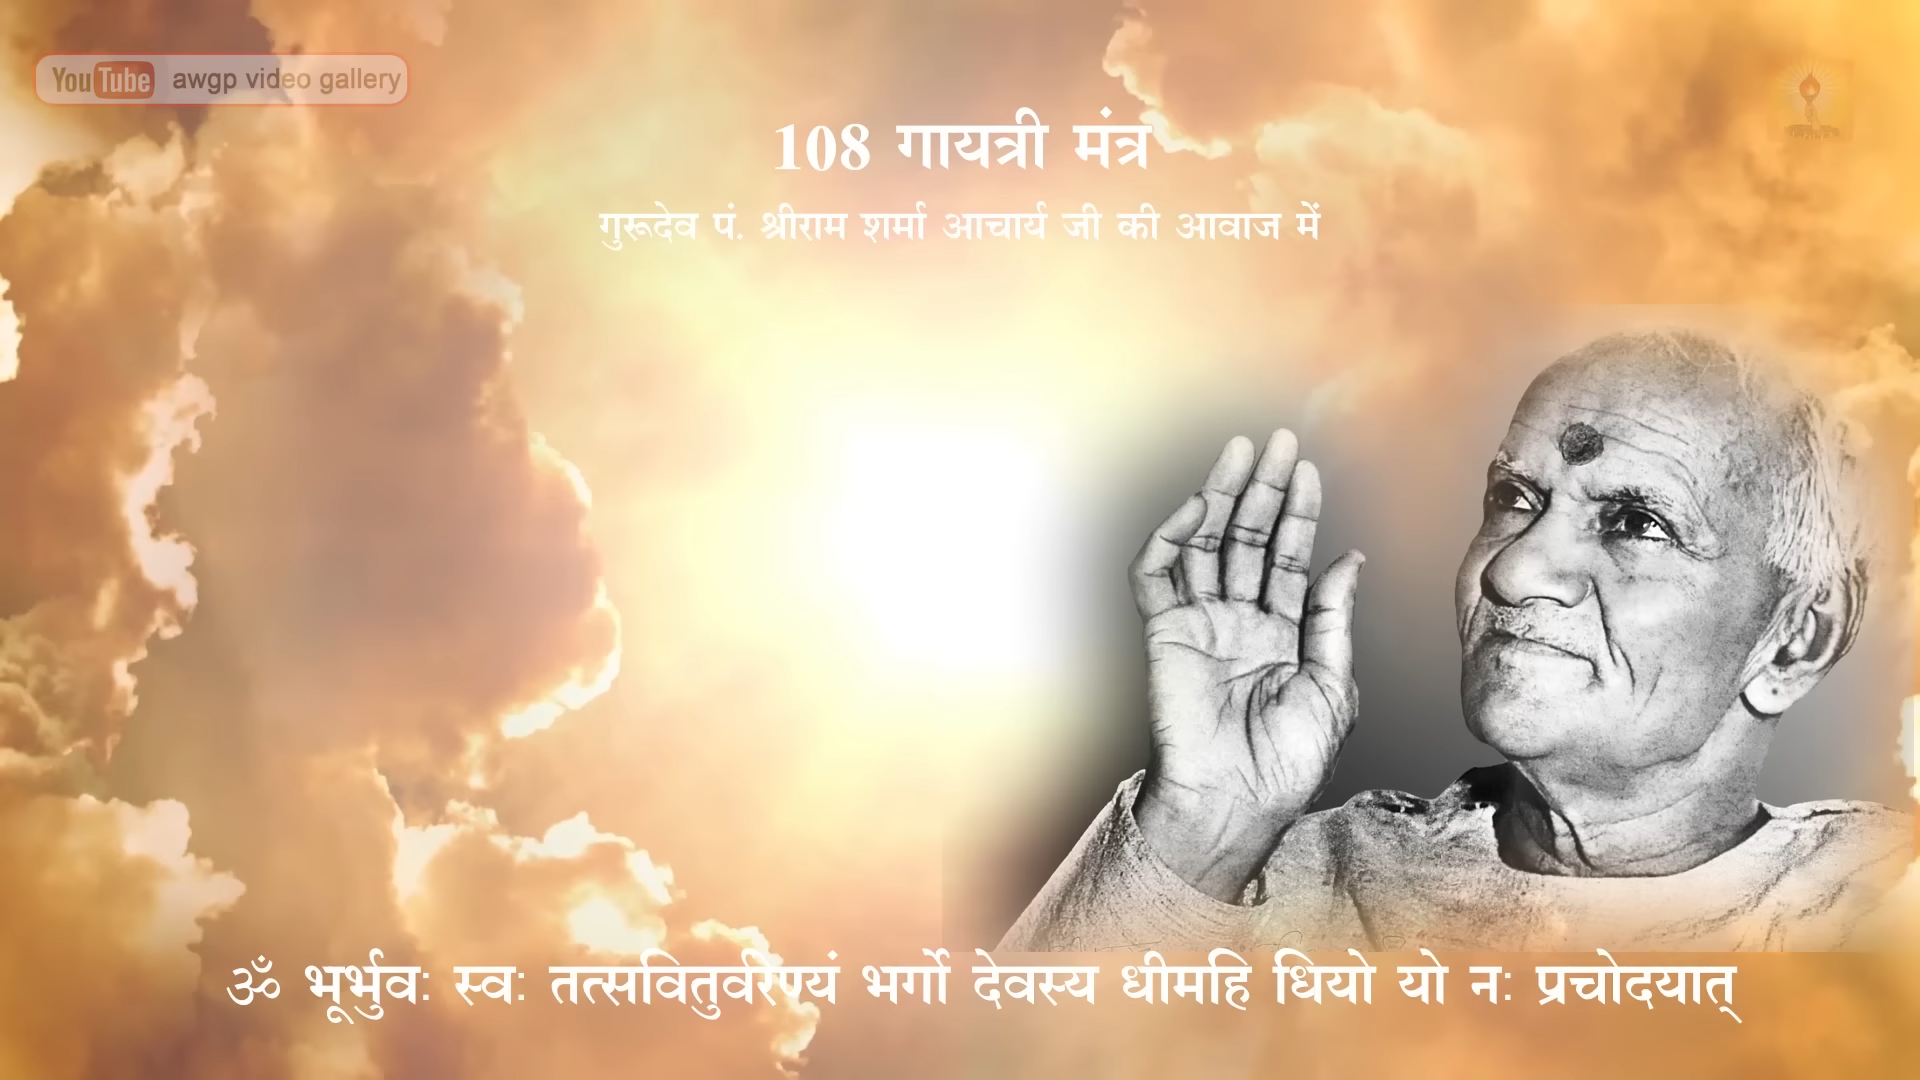 YouTube awgp video gallery
108 गायत्री मंत्र
गुरूदेव पं. श्रीराम शर्मा आचार्य जी की आवाज में
ॐ भूर्भुवः स्वः तत्सवितुर्वरेण्यं भर्गो देवस्य धीमहि धियो यो नः प्रचोदयात्